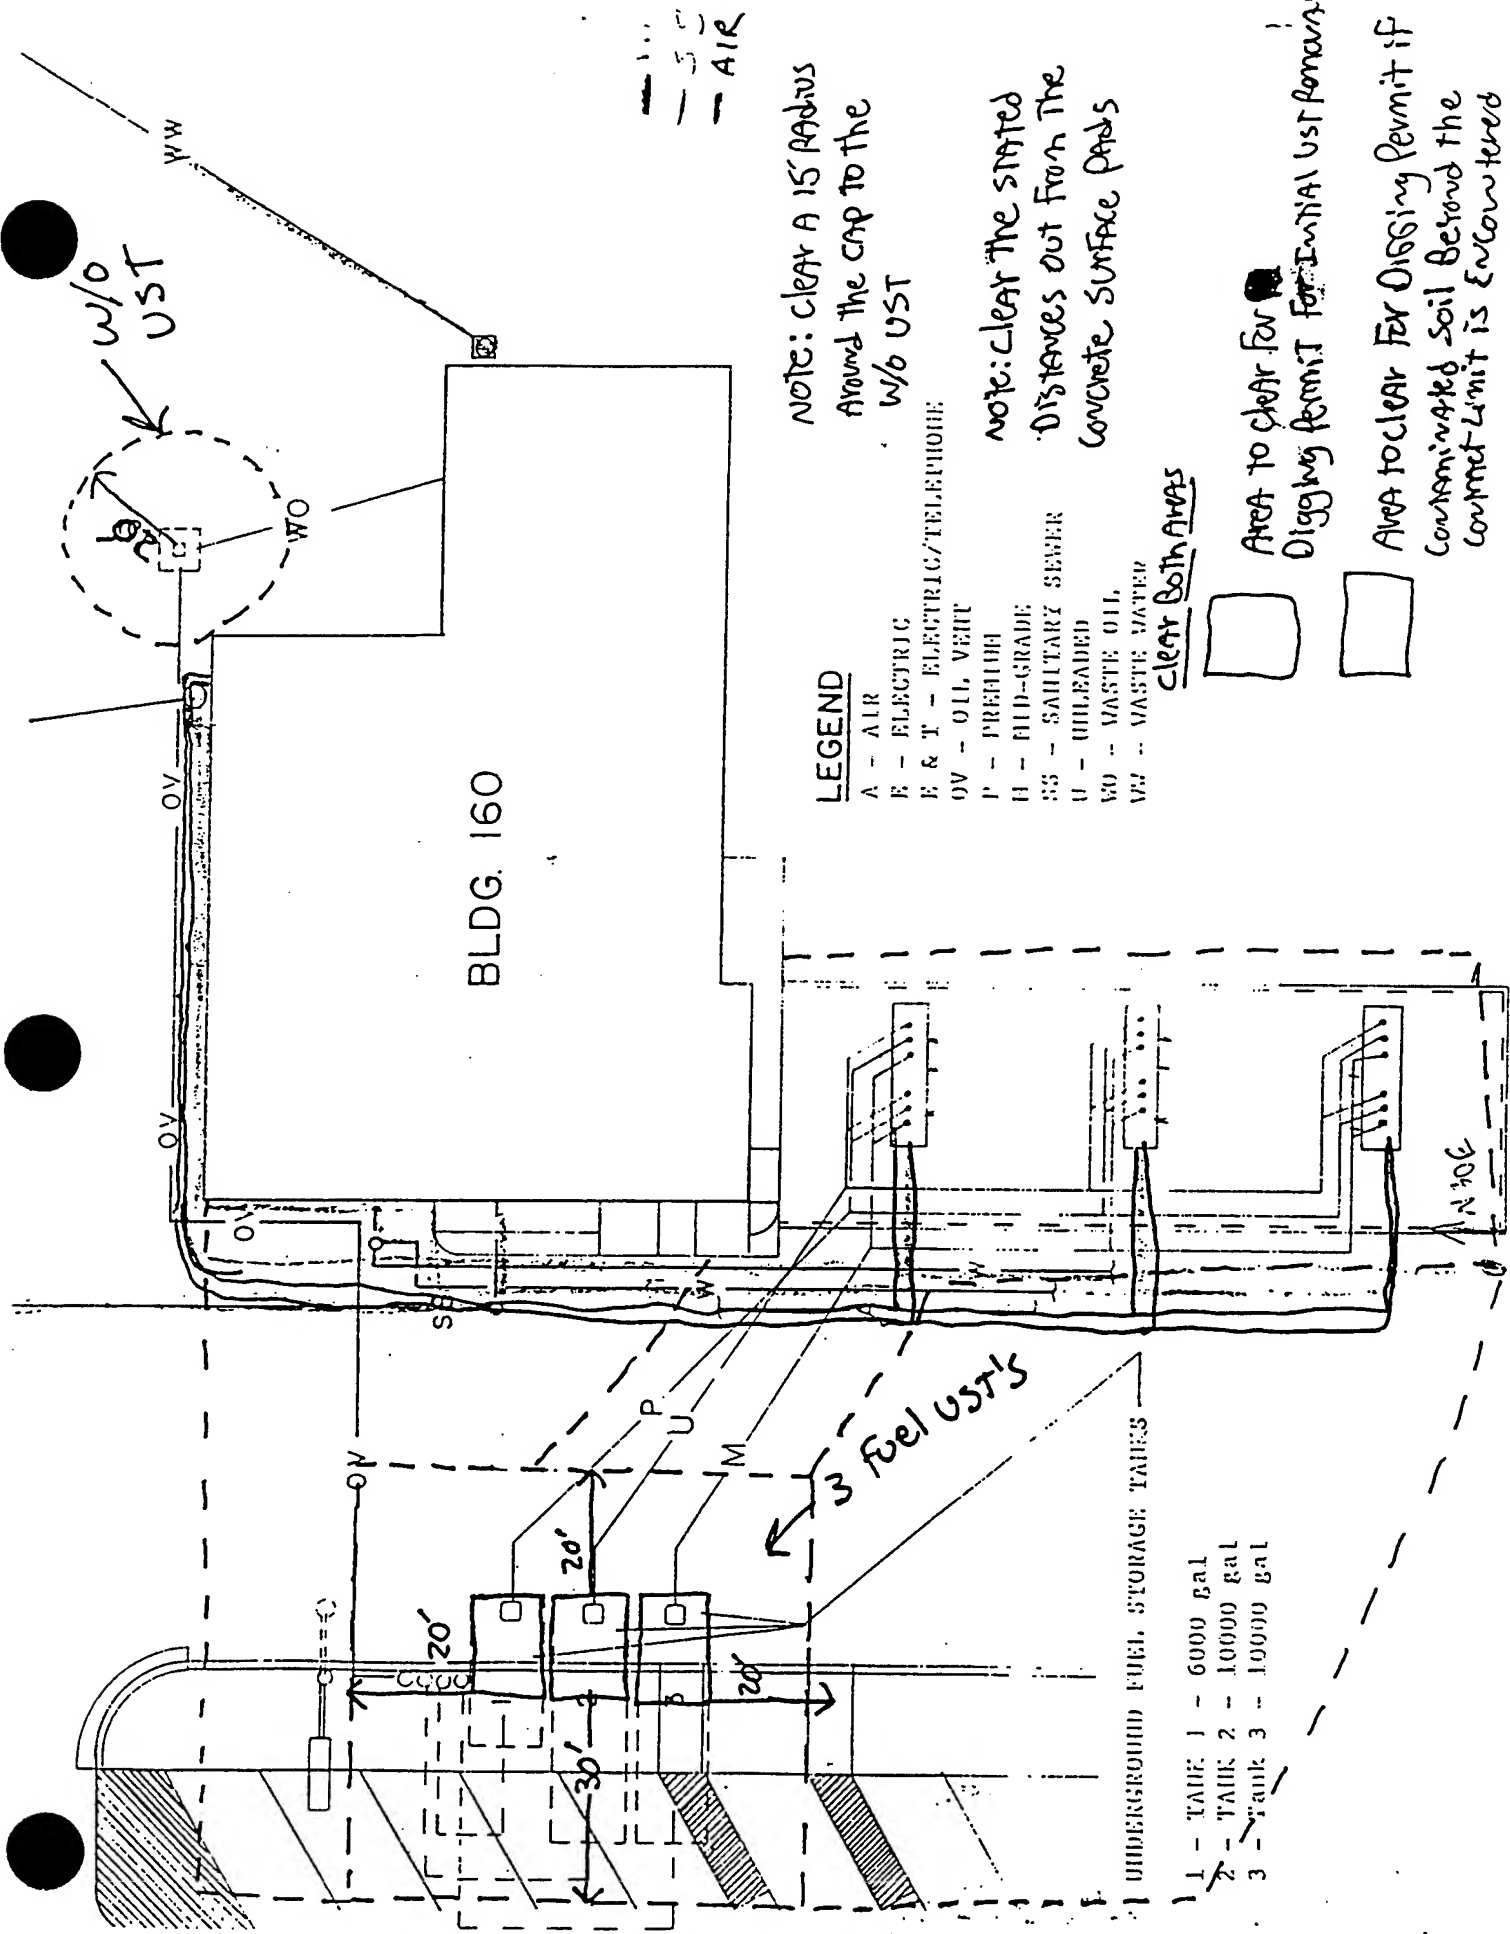 W/O
UST
WW
AIR
NOTE: Clear A 15' RADIUS
Around the CAP to the
W/O UST
NOTE: Clear The STATED
DISTANCES OUT From The
Concrete SURFACE PADS
WO
OV
OV
OV
OV
BLDG. 160
LEGEND
A - AIR
E - ELECTRIC
E & T - ELECTRIC/TELEPHONE
OV - OIL VENT
P - PREMIUM
M - MID-GRADE
SS - SANITARY SEWER
U - UNLEADED
WO - WASTE OIL
WW - WASTE WATER
Clear Both Areas
Area to Clear For
Digging Permit For Initial UST Removal
Area to Clear For Digging Permit if
Contaminated Soil Beyond the
Contract Limit is Encountered
SS
W
W
A
P
U
M
3 Fuel UST's
20'
20'
20'
30'
2
3
UNDERGROUND FUEL STORAGE TANKS
1 - TANK 1 - 6000 gal
2 - TANK 2 - 10000 gal
3 - Tank 3 - 10000 gal